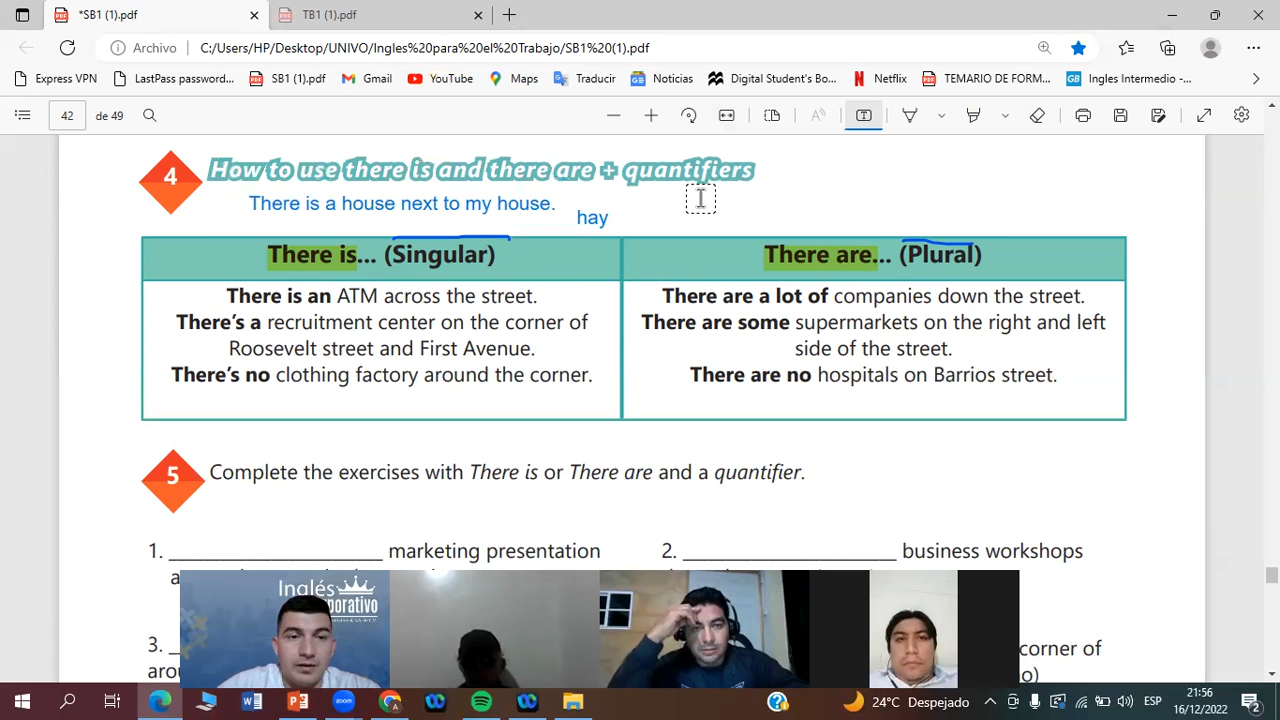 *SB1 (1).pdf
TB1 (1).pdf
Archivo
C:/Users/HP/Desktop/UNIVO/Ingles%20para%20el%20Trabajo/SB1%20(1).pdf
Express VPN
LastPass password...
SB1 (1).pdf
Gmail
YouTube
Maps
Traducir
Noticias
Digital Student's Bo...
Netflix
TEMARIO DE FORM...
Ingles Intermedio -...
42
de 49
4
How to use there is and there are + quantifiers
There is a house next to my house.
hay
There is... (Singular)
There are... (Plural)
There is an ATM across the street.
There's a recruitment center on the corner of
Roosevelt street and First Avenue.
There's no clothing factory around the corner.
There are a lot of companies down the street.
There are some supermarkets on the right and left
side of the street.
There are no hospitals on Barrios street.
5
Complete the exercises with There is or There are and a quantifier.
1. ____________________ marketing presentation
2. ____________________ business workshops
3.
corner of
Inglés
24°C Despejado
ESP
21:56
16/12/2022
2